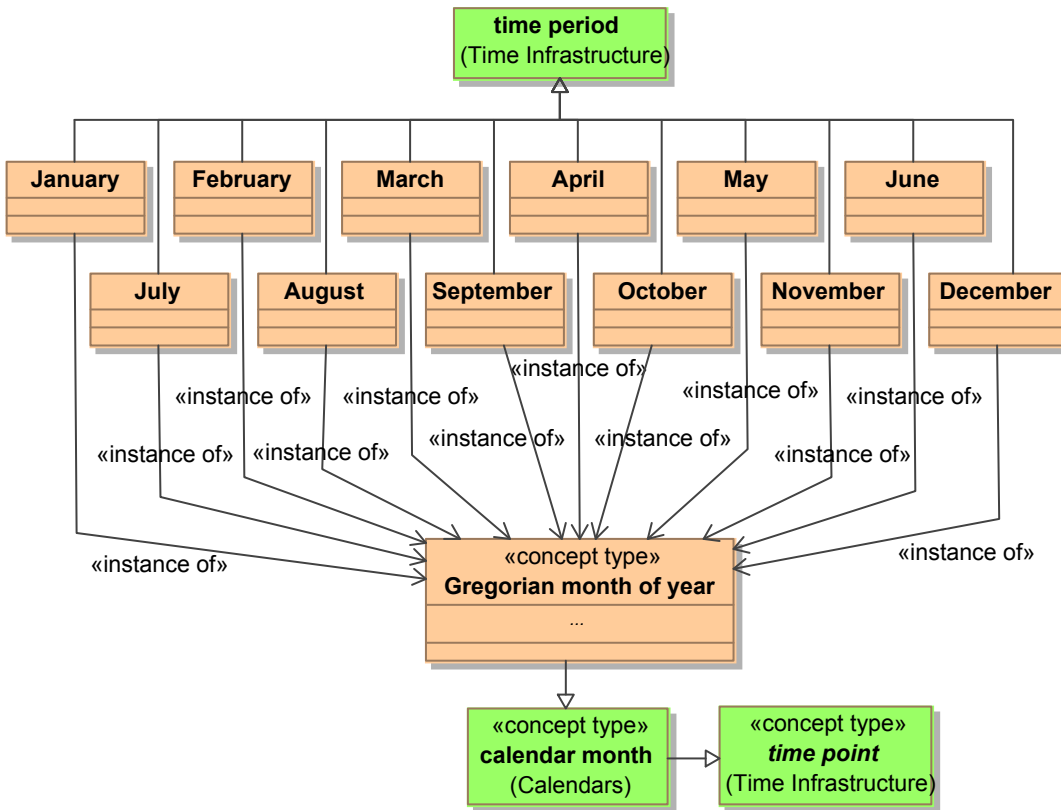 time period
(Time Infrastructure)
January
February
March
April
May
June
July
August
September
October
November
December
«instance of»
«instance of»
«instance of»
«instance of»
«instance of»
«instance of»
«instance of»
«instance of»
«instance of»
«instance of»
«instance of»
«instance of»
«concept type»
Gregorian month of year
...
«concept type»
calendar month
(Calendars)
«concept type»
time point
(Time Infrastructure)